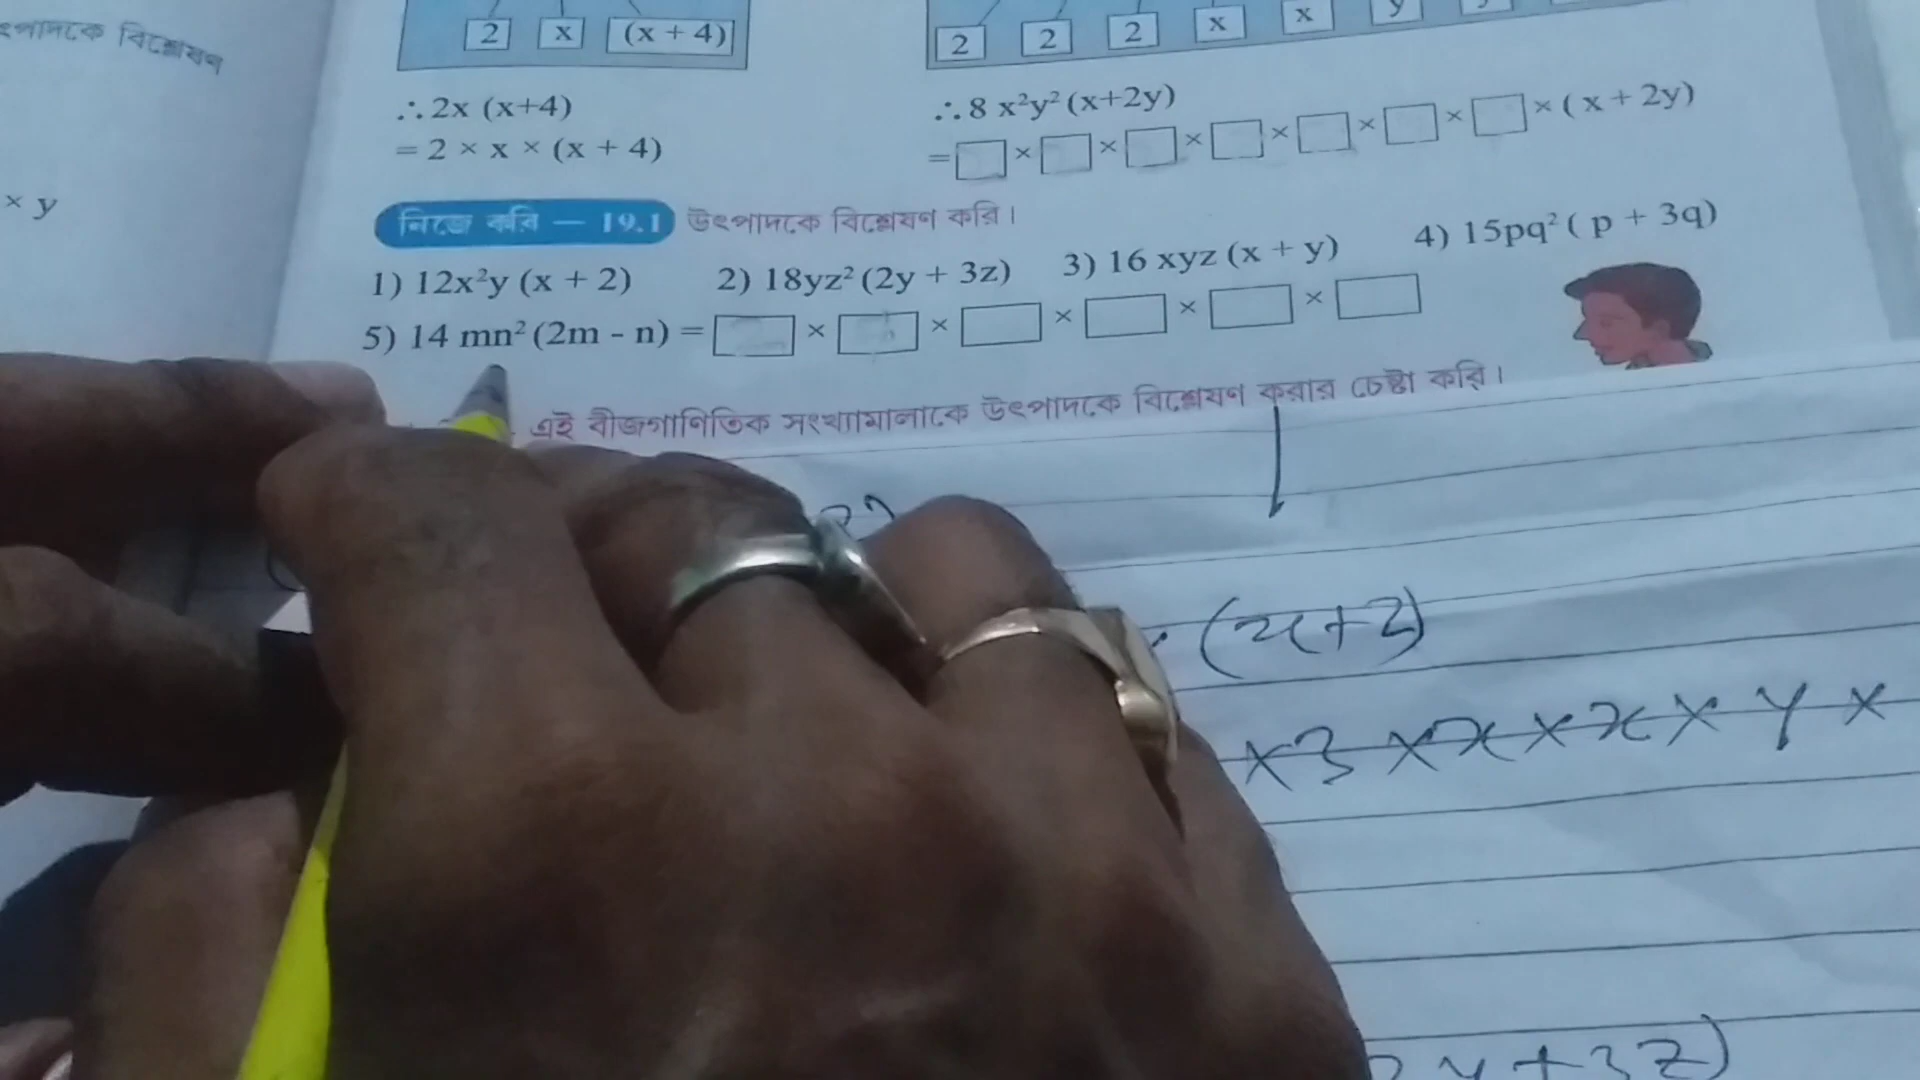 ৎপাদকে বিশ্লেষণ
× y
2 x (x + 4)
2 2 2 x x y
∴ 2x (x+4)
= 2 × x × (x + 4)
∴ 8 x²y² (x+2y)
= □ × □ × □ × □ × □ × □ × □ × (x + 2y)
নিজে করি — 19.1 উৎপাদকে বিশ্লেষণ করি।
1) 12x²y (x + 2) 2) 18yz² (2y + 3z) 3) 16 xyz (x + y) 4) 15pq² ( p + 3q)
5) 14 mn² (2m - n) = □ × □ × □ × □ × □ × □
এই বীজগাণিতিক সংখ্যামালাকে উৎপাদকে বিশ্লেষণ করার চেষ্টা করি।
(x+2)
×3 × x × x × y ×
y + 3z)